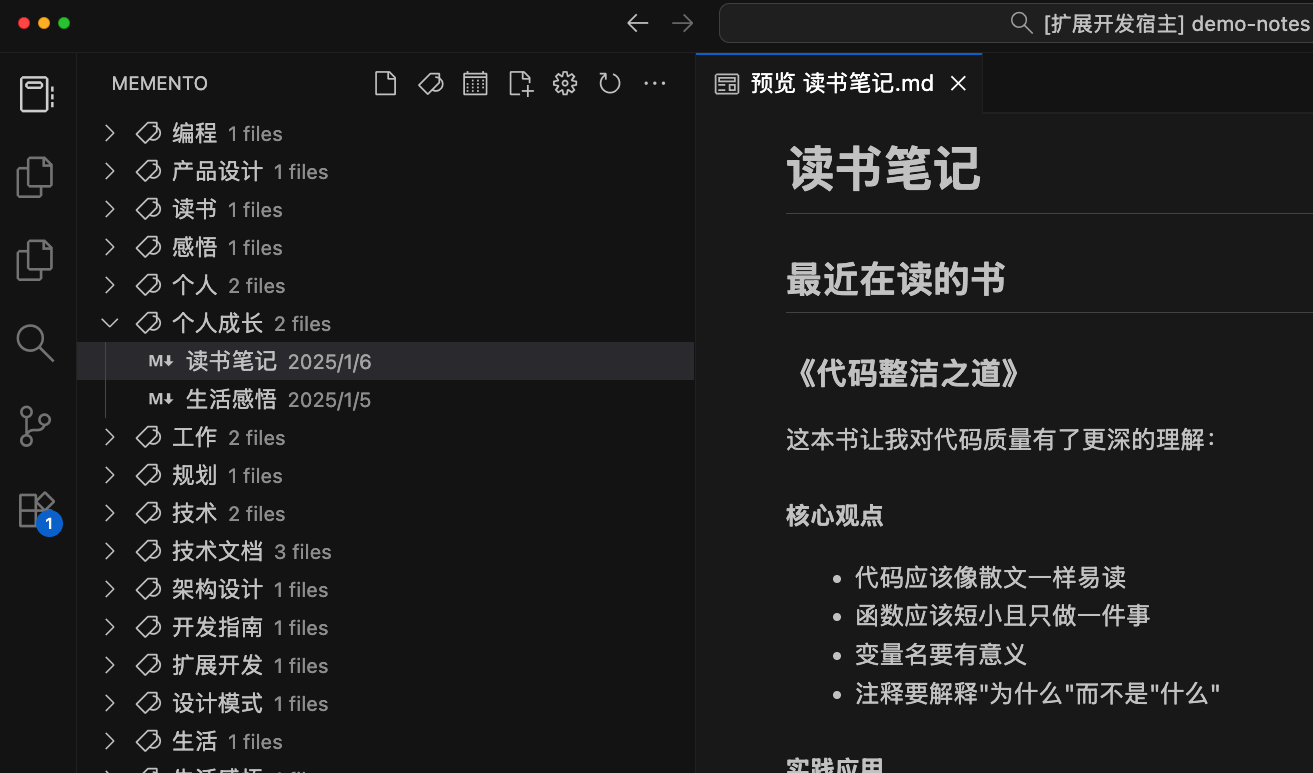 [扩展开发宿主] demo-notes
MEMENTO
编程 1 files
产品设计 1 files
读书 1 files
感悟 1 files
个人 2 files
个人成长 2 files
M 读书笔记 2025/1/6
M 生活感悟 2025/1/5
工作 2 files
规划 1 files
技术 2 files
技术文档 3 files
架构设计 1 files
开发指南 1 files
扩展开发 1 files
设计模式 1 files
生活 1 files
生活感悟
1
预览 读书笔记.md
读书笔记
最近在读的书
《代码整洁之道》
这本书让我对代码质量有了更深的理解：
核心观点
• 代码应该像散文一样易读
• 函数应该短小且只做一件事
• 变量名要有意义
• 注释要解释"为什么"而不是"什么"
实践应用